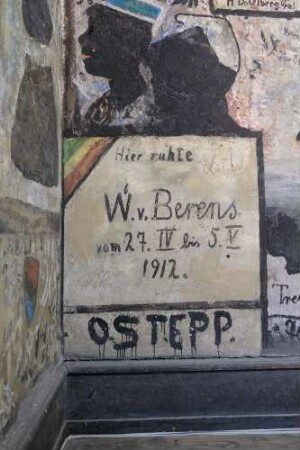 Hier ruhte
W. v. Berens.
vom 27. IV bis 5. V
1912.
OSTEPP.